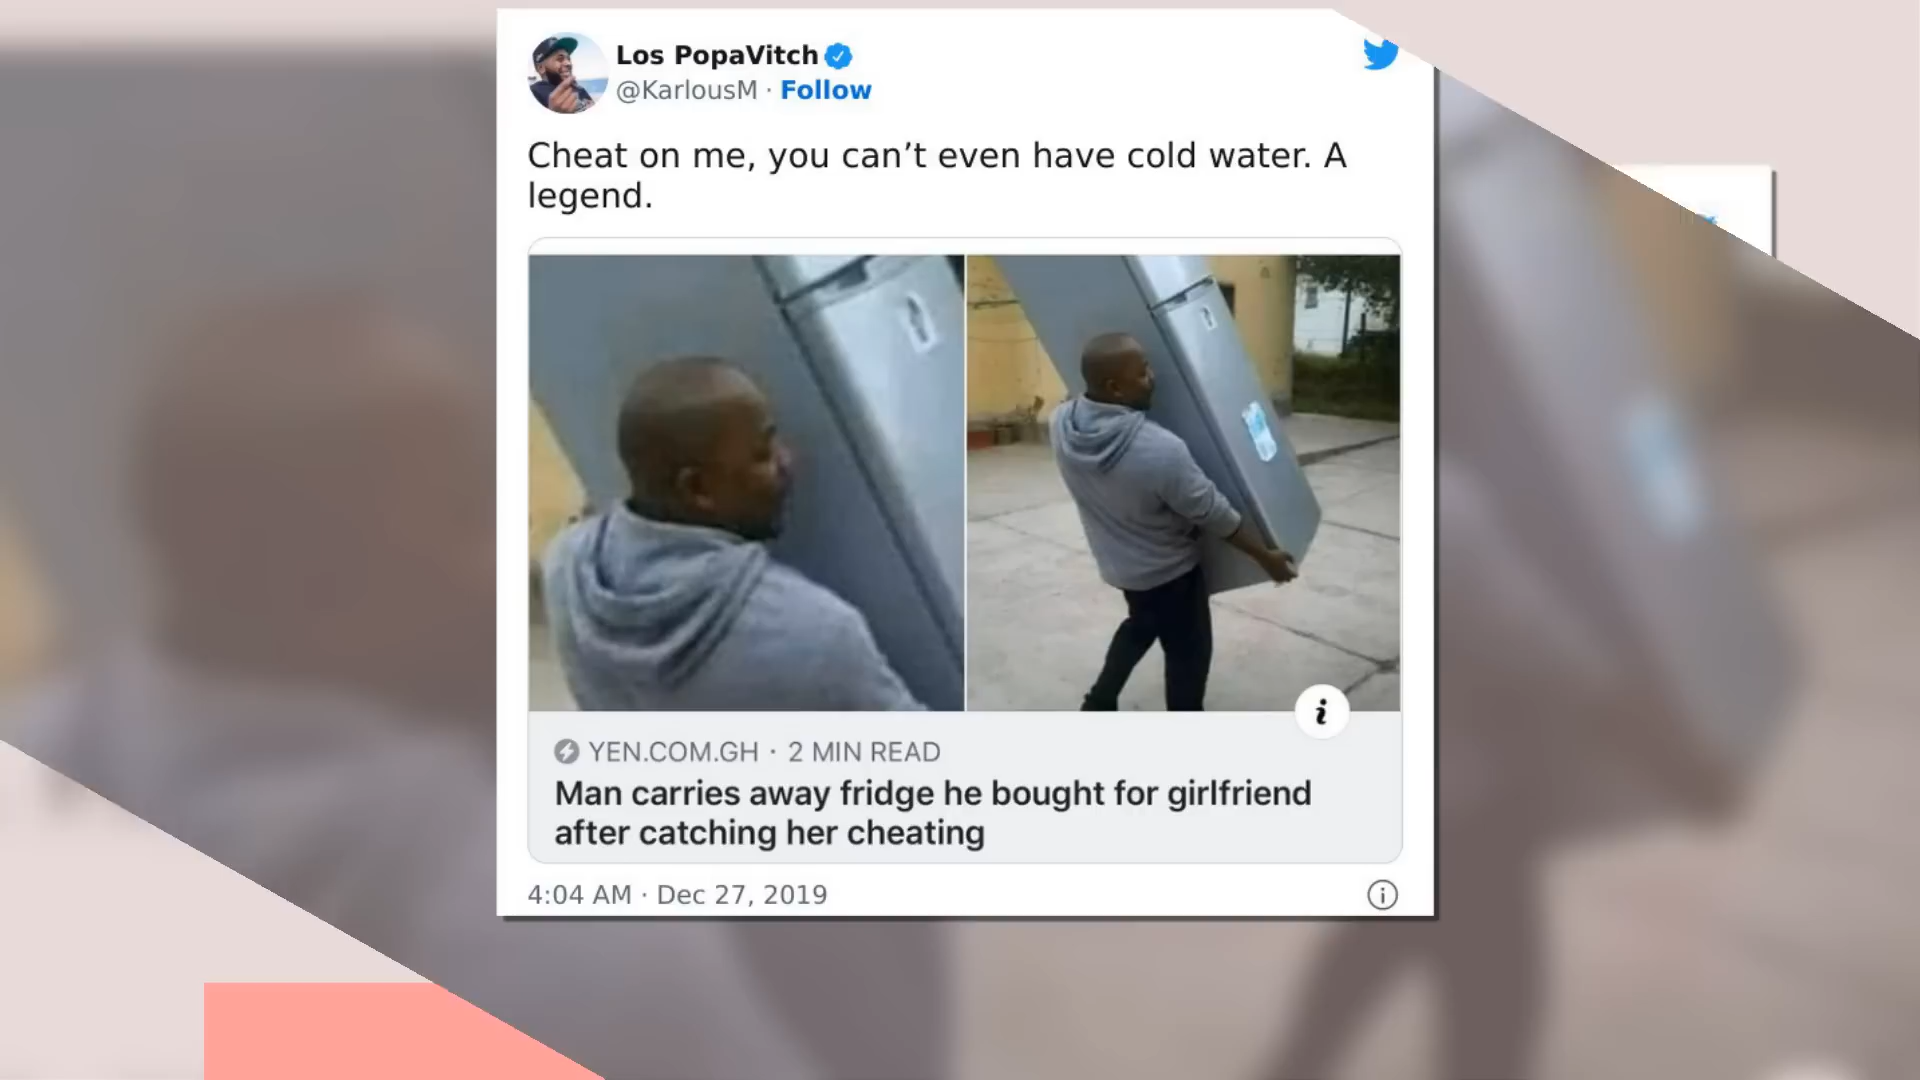 Los PopaVitch
@KarlousM · Follow
Cheat on me, you can’t even have cold water. A
legend.
YEN.COM.GH · 2 MIN READ
Man carries away fridge he bought for girlfriend
after catching her cheating
4:04 AM · Dec 27, 2019